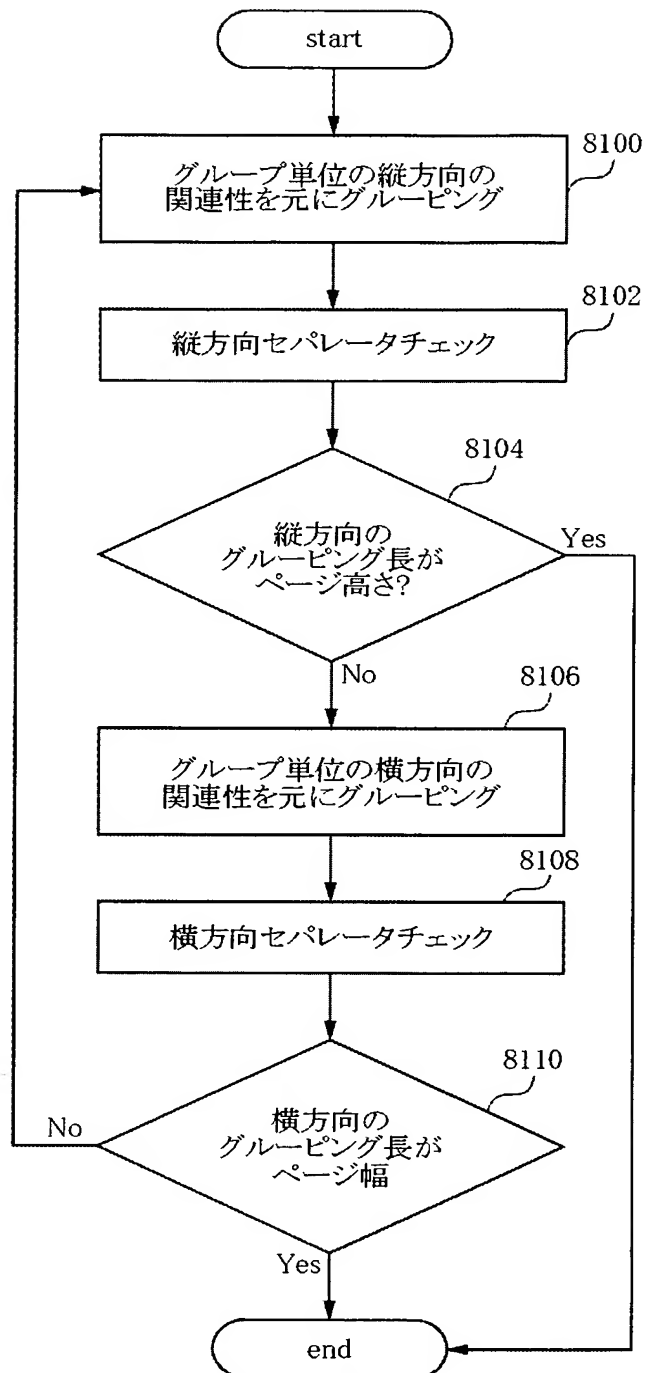 start
8100
グループ単位の縦方向の
関連性を元にグルーピング
8102
縦方向セパレータチェック
8104
縦方向の
グルーピング長が
ページ高さ?
Yes
No
8106
グループ単位の横方向の
関連性を元にグルーピング
8108
横方向セパレータチェック
8110
横方向の
グルーピング長が
ページ幅
No
Yes
end